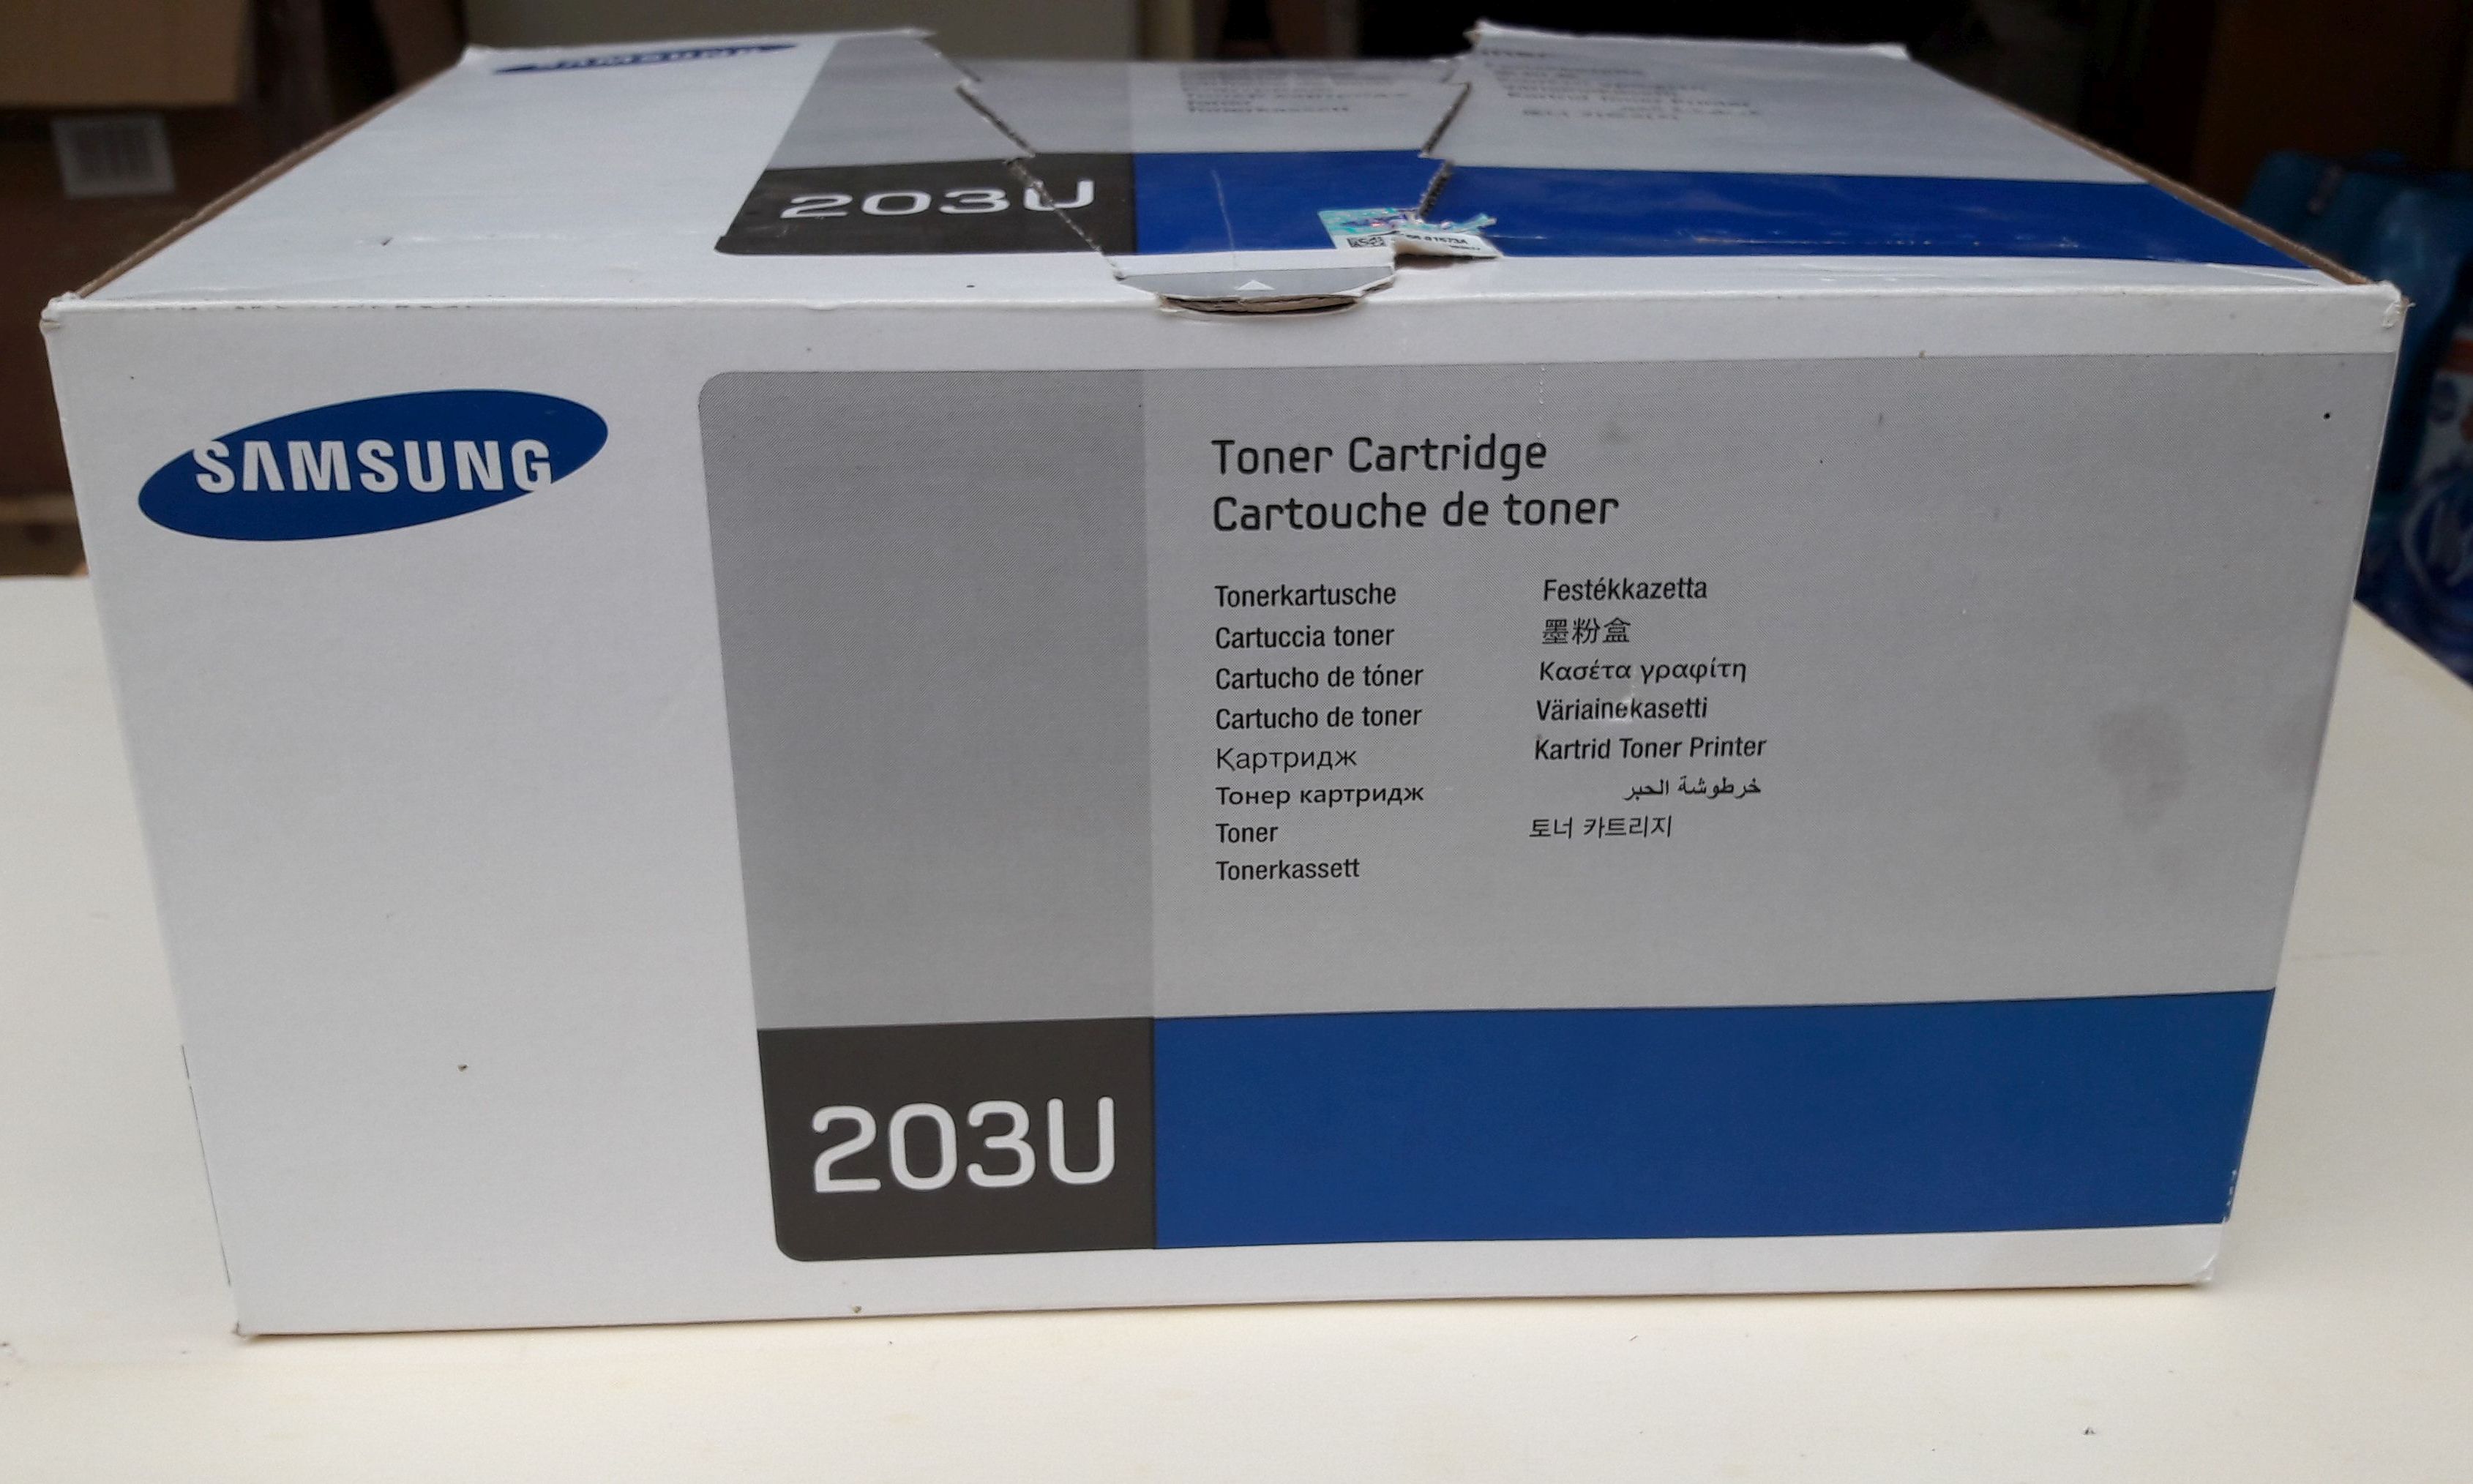 SAMSUNG
203U
SAMSUNG
Toner Cartridge
Cartouche de toner
Tonerkartusche
Cartuccia toner
Cartucho de tóner
Cartucho de toner
Картридж
Тонер картридж
Toner
Tonerkassett
Festékkazetta
墨粉盒
Κασέτα γραφίτη
Väriainekasetti
Kartrid Toner Printer
خرطوشة الحبر
토너 카트리지
203U